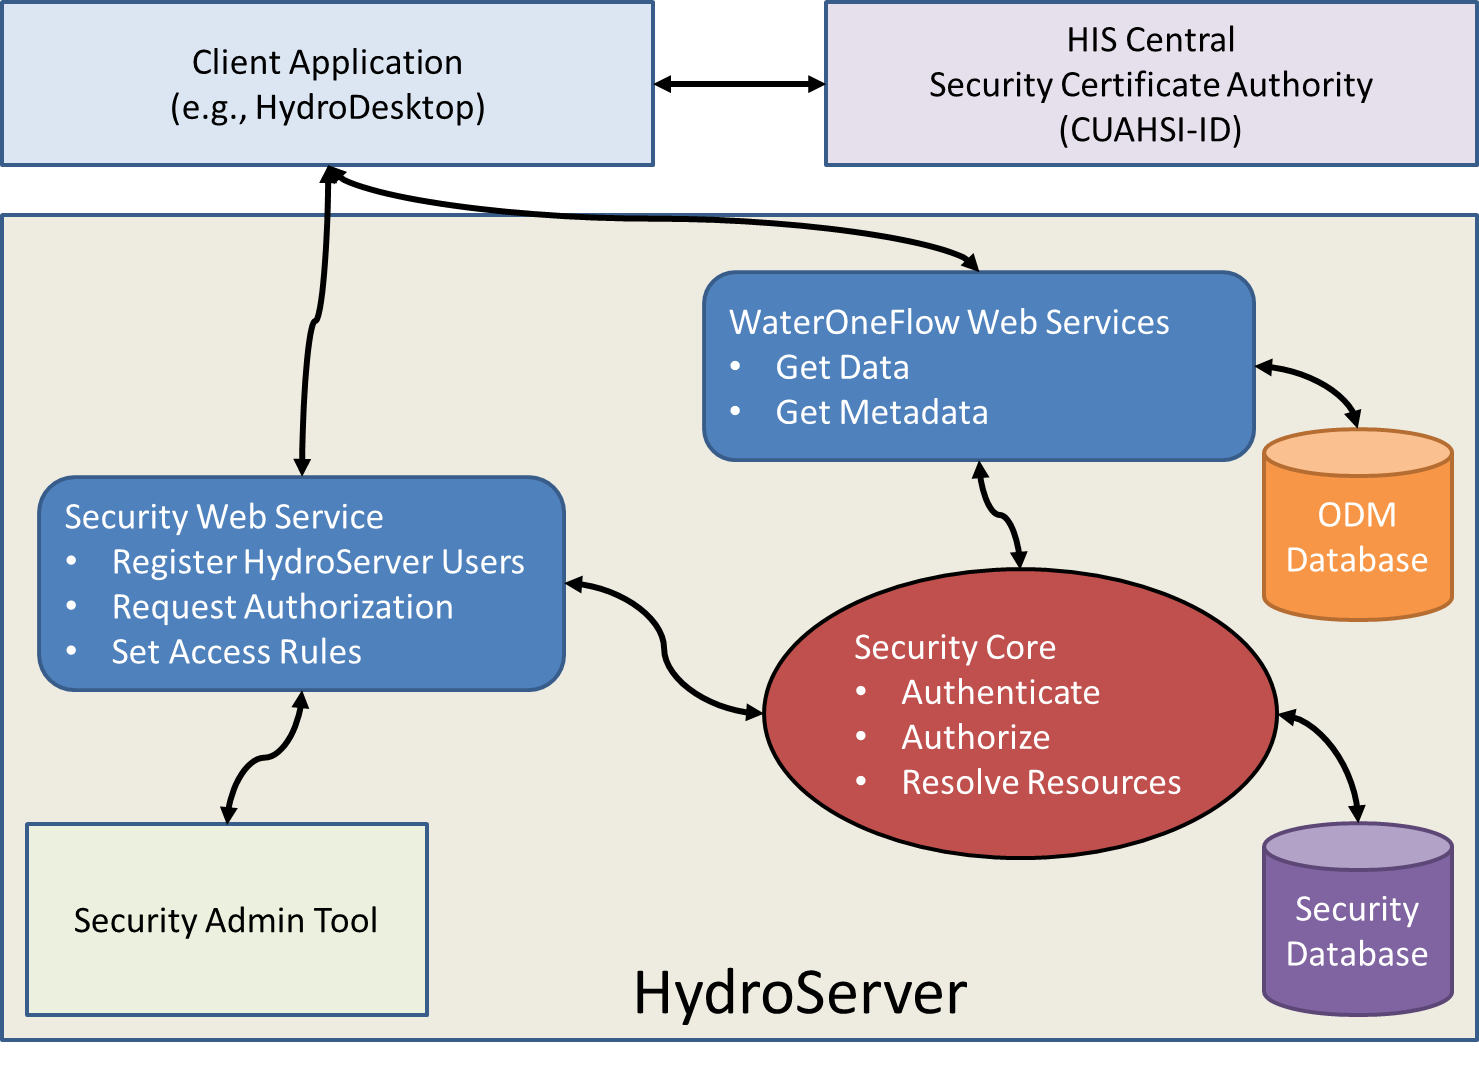 Client Application
(e.g., HydroDesktop)
HIS Central
Security Certificate Authority
(CUAHSI-ID)
WaterOneFlow Web Services
• Get Data
• Get Metadata
ODM
Database
Security Web Service
• Register HydroServer Users
• Request Authorization
• Set Access Rules
Security Core
• Authenticate
• Authorize
• Resolve Resources
Security Admin Tool
Security
Database
HydroServer